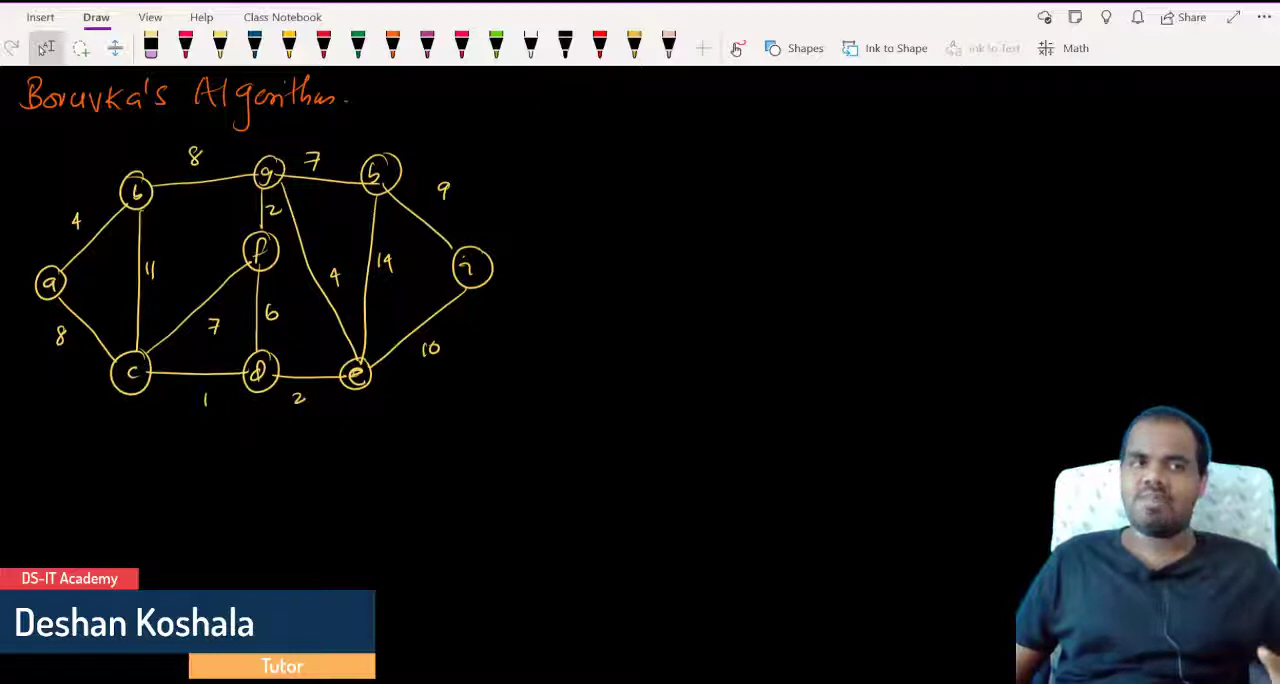 Insert Draw View Help Class Notebook Share
Shapes Ink to Shape Ink to Text Math
Boruvka's Algorithm.
8 7
b g h 9
4 2
f i
a 11 4 14
8 7 6 10
c d e
1 2
DS-IT Academy
Deshan Koshala
Tutor